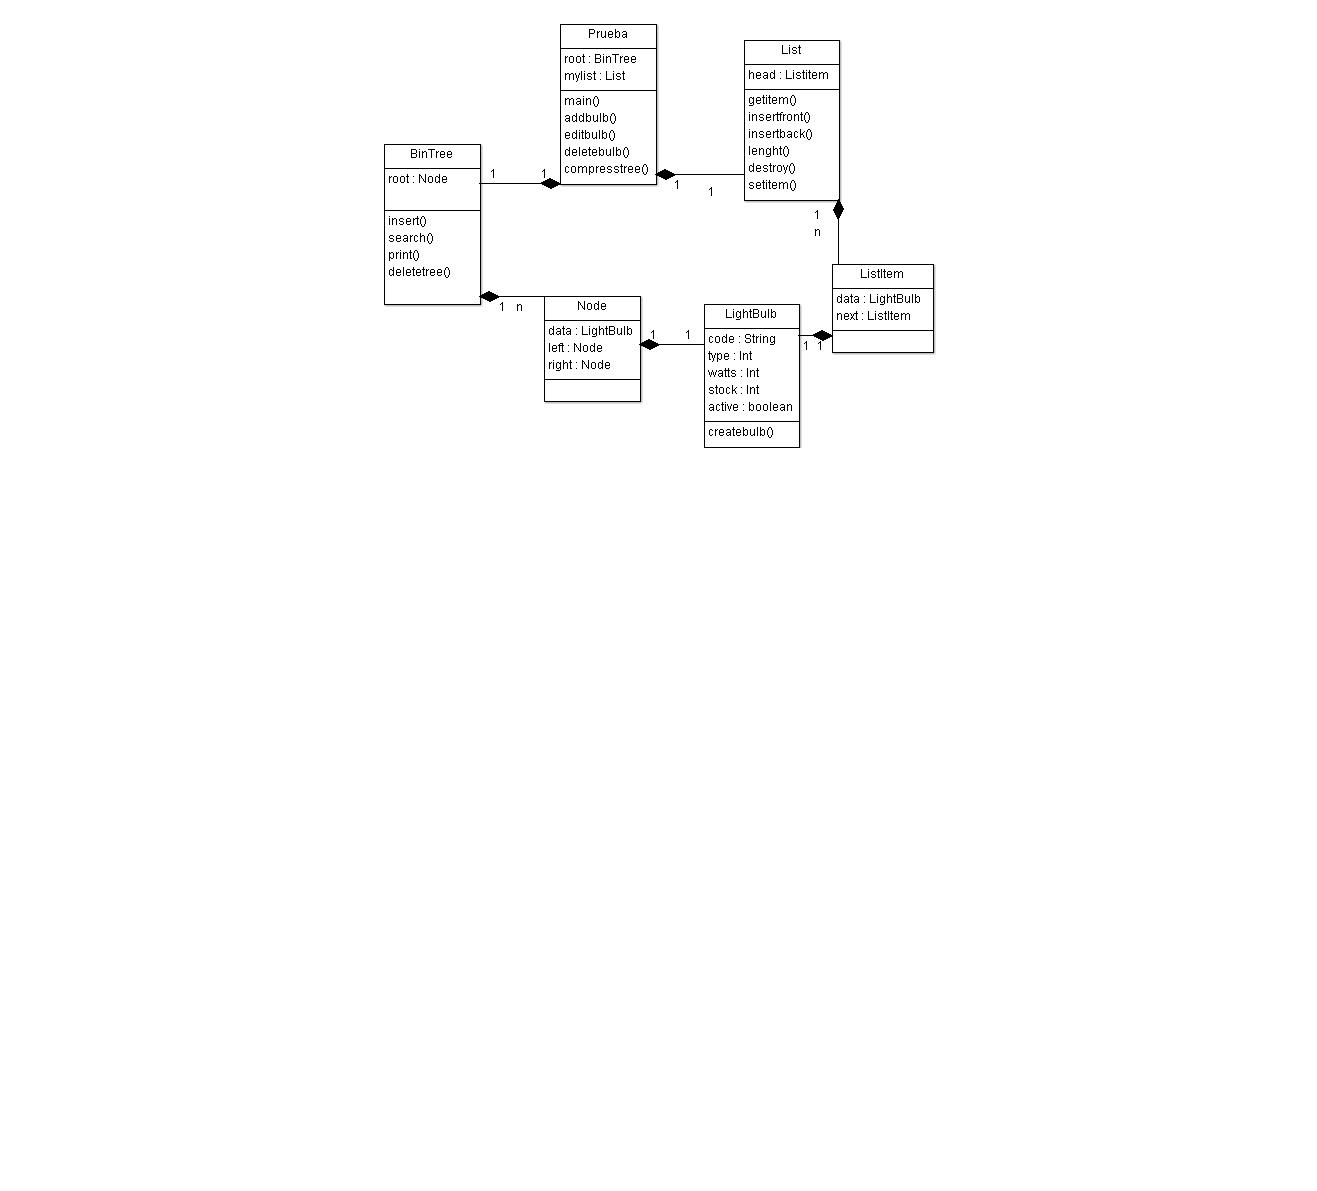 Prueba
root : BinTree
mylist : List
main()
addbulb()
editbulb()
deletebulb()
compresstree()
List
head : Listitem
getitem()
insertfront()
insertback()
lenght()
destroy()
setitem()
BinTree
root : Node
insert()
search()
print()
deletetree()
1
1
1
1
1
n
ListItem
data : LightBulb
next : ListItem
1 n
Node
data : LightBulb
left : Node
right : Node
1
1
LightBulb
code : String
type : Int
watts : Int
stock : Int
active : boolean
createbulb()
1 1